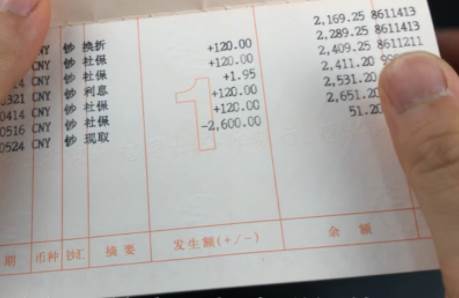 NY 钞 换折 2,169.25 8611413
CNY 钞 社保 +120.00 2,289.25 8611413
CNY 钞 社保 +120.00 2,409.25 8611211
0321 CNY 钞 利息 +1.95 2,411.20
0414 CNY 钞 社保 +120.00 2,531.20
0516 CNY 钞 社保 +120.00 2,651.20
0524 CNY 钞 现取 -2,600.00 51.20
1
期 币种 钞汇 摘要 发生额(+/-) 余额